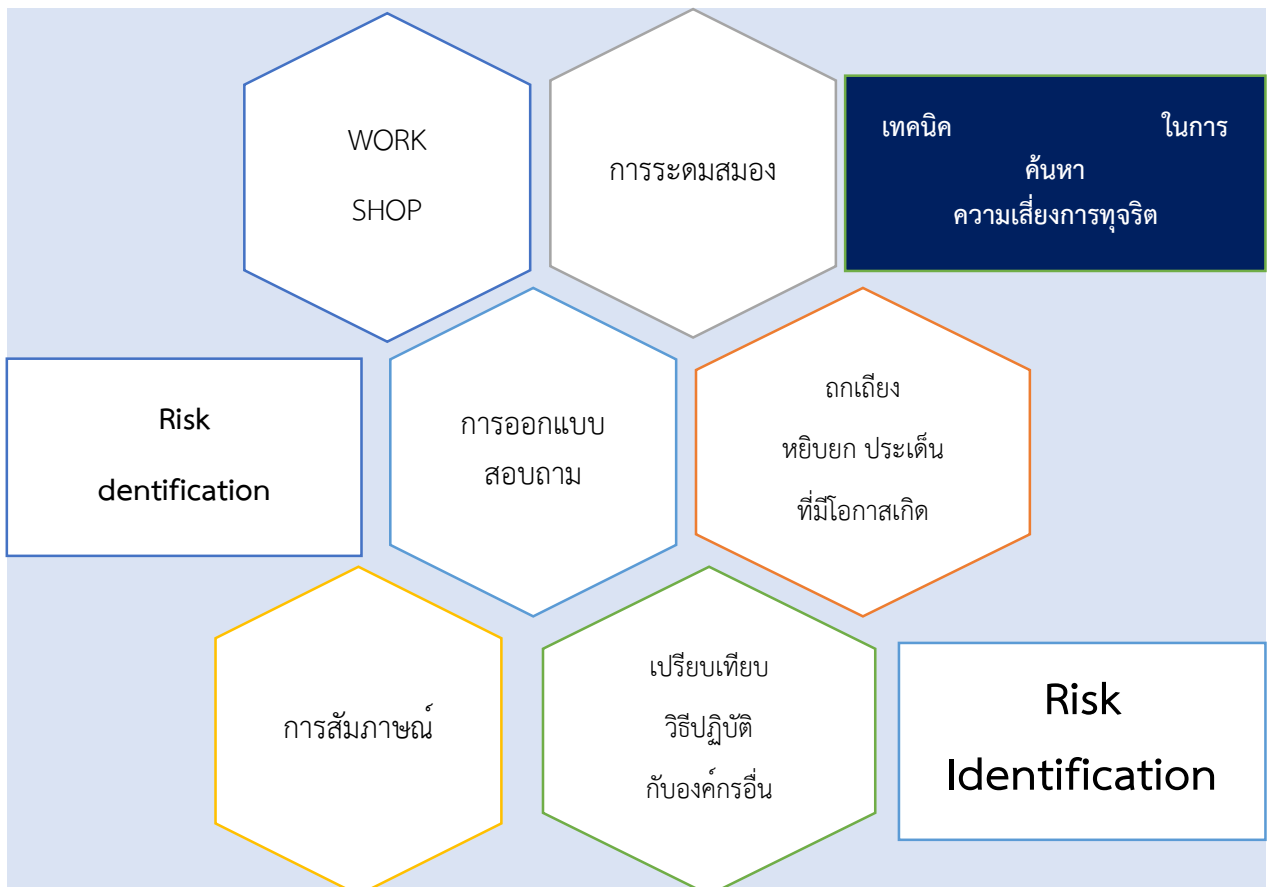 WORK
SHOP
การระดมสมอง
เทคนิค ในการ
ค้นหา
ความเสี่ยงการทุจริต
Risk
dentification
การออกแบบ
สอบถาม
ถกเถียง
หยิบยก ประเด็น
ที่มีโอกาสเกิด
การสัมภาษณ์
เปรียบเทียบ
วิธีปฏิบัติ
กับองค์กรอื่น
Risk
Identification